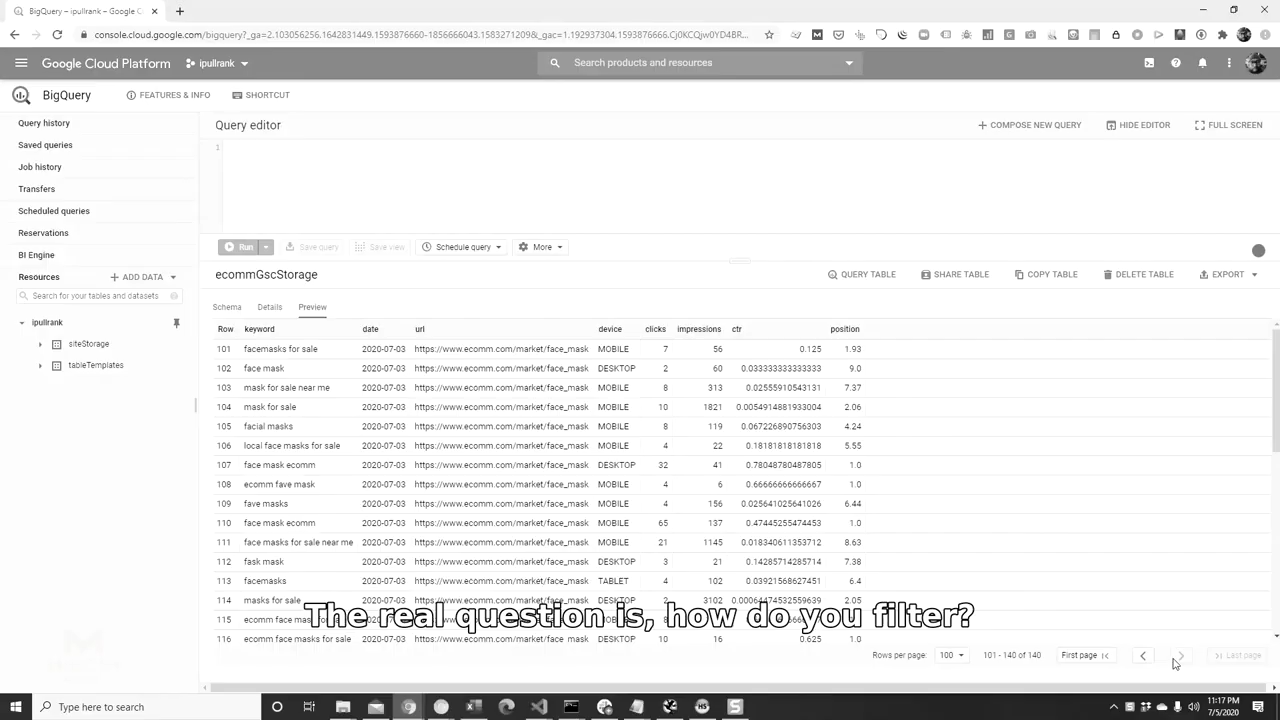 BigQuery – ipullrank – Google C
console.cloud.google.com/bigquery?_ga=2.103056256.1642831449.1593876660-1856666043.1583271209&_gac=1.192937304.1593876666.Cj0KCQjw0YD4BR...
Google Cloud Platform
ipullrank
Search products and resources
BigQuery
FEATURES & INFO
SHORTCUT
Query history
Saved queries
Job history
Transfers
Scheduled queries
Reservations
BI Engine
Resources
ADD DATA
Search for your tables and datasets
ipullrank
siteStorage
tableTemplates
Query editor
COMPOSE NEW QUERY
HIDE EDITOR
FULL SCREEN
1
Run
Save query
Save view
Schedule query
More
ecommGscStorage
QUERY TABLE
SHARE TABLE
COPY TABLE
DELETE TABLE
EXPORT
Schema Details Preview
Row keyword date url device clicks impressions ctr position
101 facemasks for sale 2020-07-03 https://www.ecomm.com/market/face_mask MOBILE 7 56 0.125 1.93
102 face mask 2020-07-03 https://www.ecomm.com/market/face_mask DESKTOP 2 60 0.033333333333333 9.0
103 mask for sale near me 2020-07-03 https://www.ecomm.com/market/face_mask MOBILE 8 313 0.02555910543131 7.37
104 mask for sale 2020-07-03 https://www.ecomm.com/market/face_mask MOBILE 10 1821 0.0054914881933004 2.06
105 facial masks 2020-07-03 https://www.ecomm.com/market/face_mask MOBILE 8 119 0.067226890756303 4.24
106 local face masks for sale 2020-07-03 https://www.ecomm.com/market/face_mask MOBILE 4 22 0.18181818181818 5.55
107 face mask ecomm 2020-07-03 https://www.ecomm.com/market/face_mask DESKTOP 32 41 0.78048780487805 1.0
108 ecomm fave mask 2020-07-03 https://www.ecomm.com/market/face_mask MOBILE 4 6 0.66666666666667 1.0
109 fave masks 2020-07-03 https://www.ecomm.com/market/face_mask MOBILE 4 156 0.025641025641026 6.44
110 face mask ecomm 2020-07-03 https://www.ecomm.com/market/face_mask MOBILE 65 137 0.47445255474453 1.0
111 face masks for sale near me 2020-07-03 https://www.ecomm.com/market/face_mask MOBILE 21 1145 0.018340611353712 8.63
112 fask mask 2020-07-03 https://www.ecomm.com/market/face_mask DESKTOP 3 21 0.14285714285714 7.38
113 facemasks 2020-07-03 https://www.ecomm.com/market/face_mask TABLET 4 102 0.03921568627451 6.4
114 masks for sale 2020-07-03 https://www.ecomm.com/market/face_mask DESKTOP 2 3102 0.00064474532559639 2.05
The real question is, how do you filter?
116 ecomm face masks for sale 2020-07-03 https://www.ecomm.com/market/face_mask MOBILE 10 16 0.625 1.0
Rows per page: 100 101 - 140 of 140 First page Last page
Type here to search
11:17 PM
7/5/2020